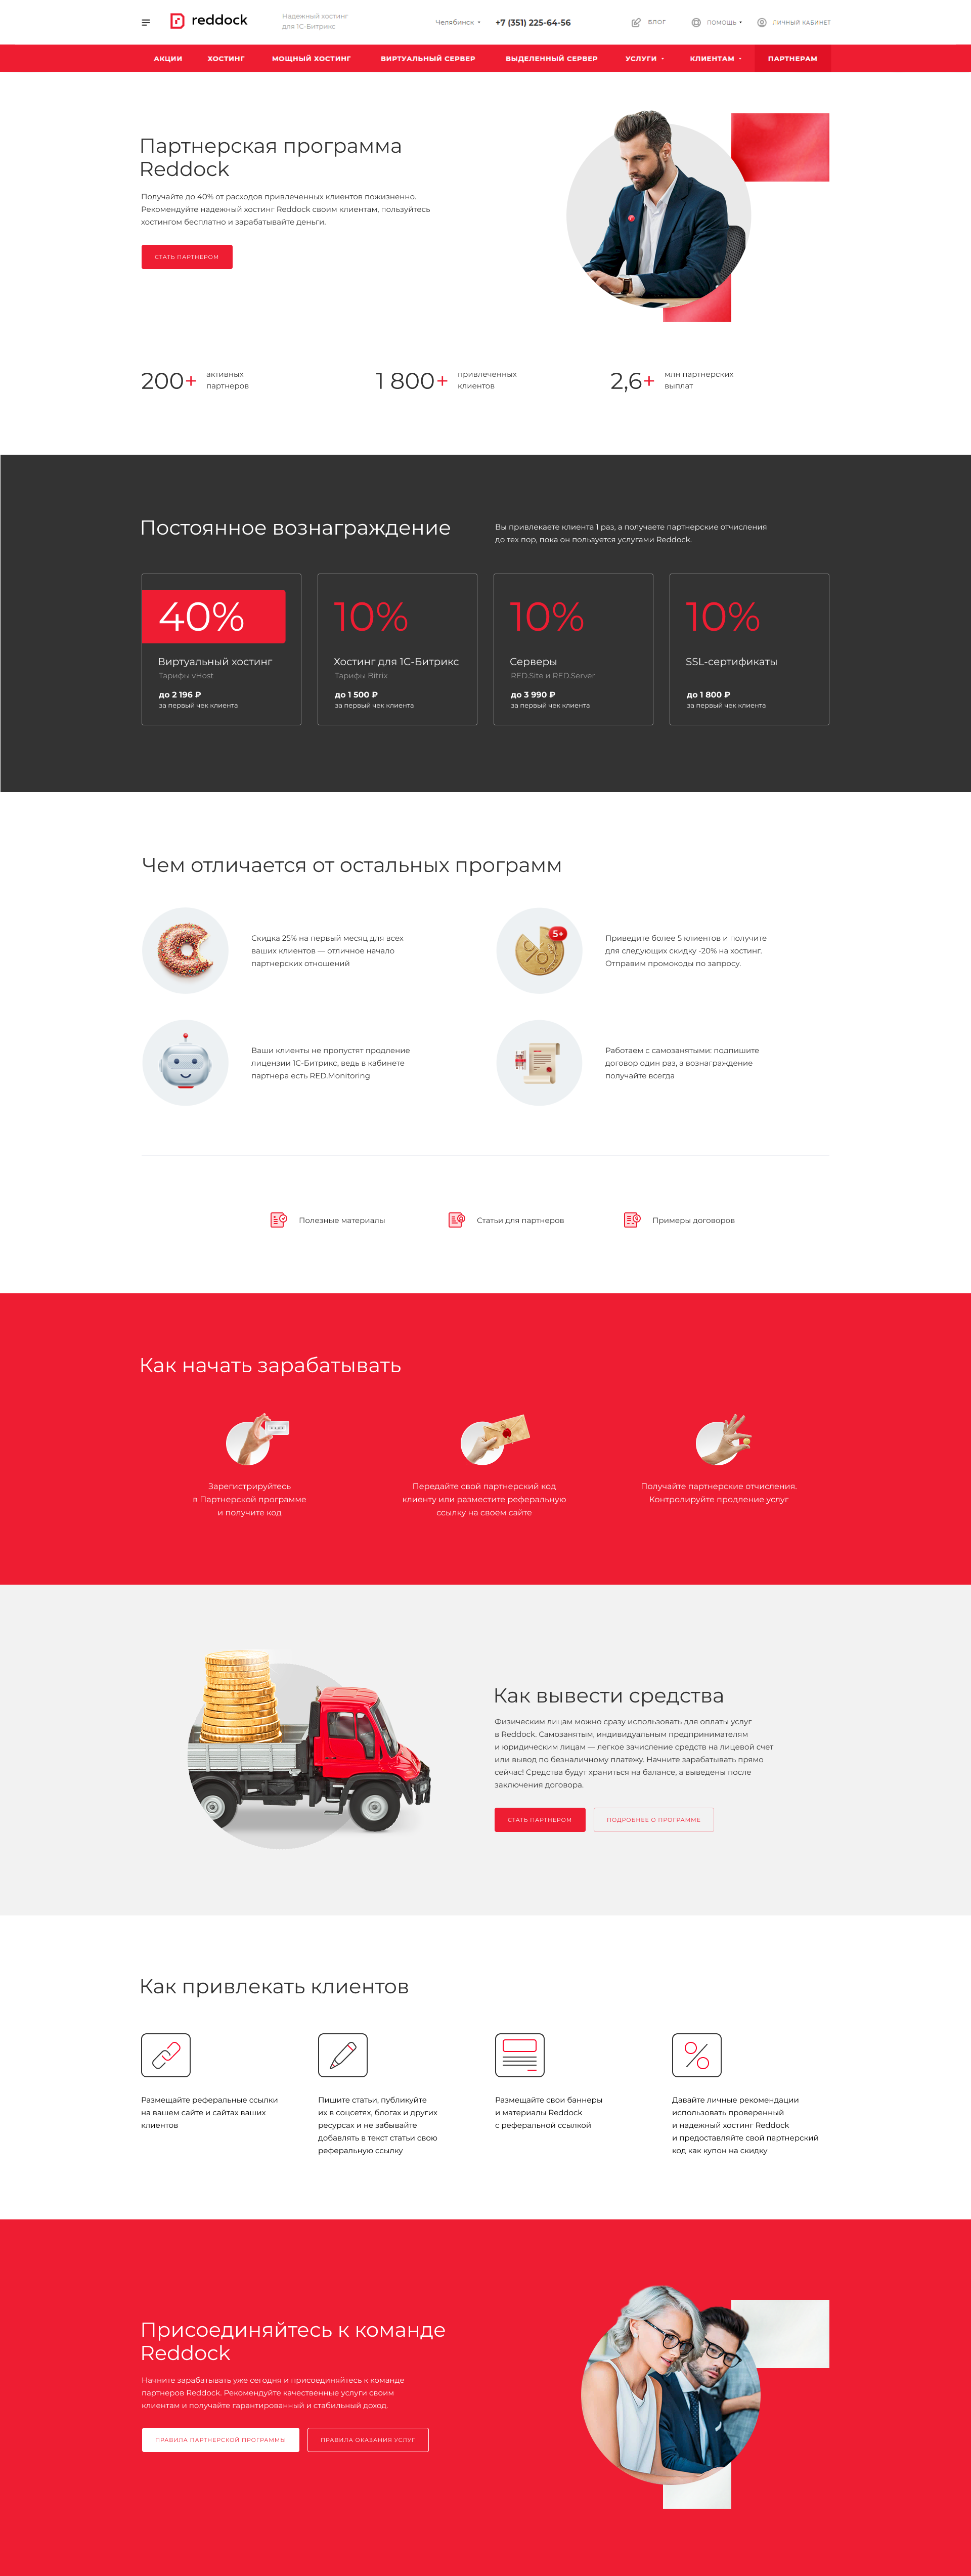 reddock
Надежный хостинг
для 1С-Битрикс
Челябинск
+7 (351) 225-64-56
БЛОГ
ПОМОЩЬ
ЛИЧНЫЙ КАБИНЕТ
АКЦИИ
ХОСТИНГ
МОЩНЫЙ ХОСТИНГ
ВИРТУАЛЬНЫЙ СЕРВЕР
ВЫДЕЛЕННЫЙ СЕРВЕР
УСЛУГИ
КЛИЕНТАМ
ПАРТНЕРАМ
Партнерская программа
Reddock
Получайте до 40% от расходов привлеченных клиентов пожизненно.
Рекомендуйте надежный хостинг Reddock своим клиентам, пользуйтесь
хостингом бесплатно и зарабатывайте деньги.
СТАТЬ ПАРТНЕРОМ
200+
активных
партнеров
1 800+
привлеченных
клиентов
2,6+
млн партнерских
выплат
Постоянное вознаграждение
Вы привлекаете клиента 1 раз, а получаете партнерские отчисления
до тех пор, пока он пользуется услугами Reddock.
40%
Виртуальный хостинг
Тарифы vHost
до 2 196 ₽
за первый чек клиента
10%
Хостинг для 1С-Битрикс
Тарифы Bitrix
до 1 500 ₽
за первый чек клиента
10%
Серверы
RED.Site и RED.Server
до 3 990 ₽
за первый чек клиента
10%
SSL-сертификаты
до 1 800 ₽
за первый чек клиента
Чем отличается от остальных программ
Скидка 25% на первый месяц для всех
ваших клиентов — отличное начало
партнерских отношений
5+
Приведите более 5 клиентов и получите
для следующих скидку -20% на хостинг.
Отправим промокоды по запросу.
Ваши клиенты не пропустят продление
лицензии 1С-Битрикс, ведь в кабинете
партнера есть RED.Monitoring
Работаем с самозанятыми: подпишите
договор один раз, а вознаграждение
получайте всегда
Полезные материалы
Статьи для партнеров
Примеры договоров
Как начать зарабатывать
Зарегистрируйтесь
в Партнерской программе
и получите код
Передайте свой партнерский код
клиенту или разместите реферальную
ссылку на своем сайте
Получайте партнерские отчисления.
Контролируйте продление услуг
Как вывести средства
Физическим лицам можно сразу использовать для оплаты услуг
в Reddock. Самозанятым, индивидуальным предпринимателям
и юридическим лицам — легкое зачисление средств на лицевой счет
или вывод по безналичному платежу. Начните зарабатывать прямо
сейчас! Средства будут храниться на балансе, а выведены после
заключения договора.
СТАТЬ ПАРТНЕРОМ
ПОДРОБНЕЕ О ПРОГРАММЕ
Как привлекать клиентов
Размещайте реферальные ссылки
на вашем сайте и сайтах ваших
клиентов
Пишите статьи, публикуйте
их в соцсетях, блогах и других
ресурсах и не забывайте
добавлять в текст статьи свою
реферальную ссылку
Размещайте свои баннеры
и материалы Reddock
с реферальной ссылкой
Давайте личные рекомендации
использовать проверенный
и надежный хостинг Reddock
и предоставляйте свой партнерский
код как купон на скидку
Присоединяйтесь к команде
Reddock
Начните зарабатывать уже сегодня и присоединяйтесь к команде
партнеров Reddock. Рекомендуйте качественные услуги своим
клиентам и получайте гарантированный и стабильный доход.
ПРАВИЛА ПАРТНЕРСКОЙ ПРОГРАММЫ
ПРАВИЛА ОКАЗАНИЯ УСЛУГ